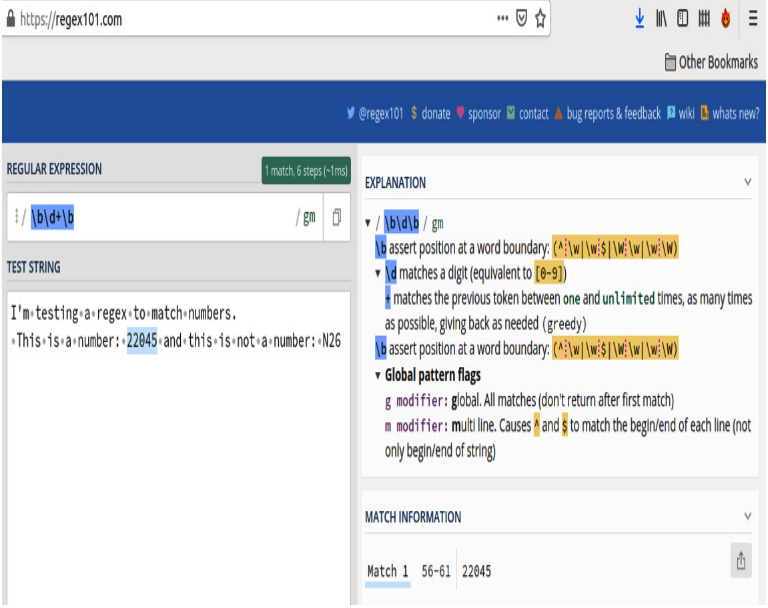 https://regex101.com
Other Bookmarks
@regex101 $ donate sponsor contact bug reports & feedback wiki whats new?
REGULAR EXPRESSION
1 match, 6 steps (~1ms)
/ \b\d+\b / gm
TEST STRING
I'm·testing·a·regex·to·match·numbers.
·This·is·a·number:·22045·and·this·is·not·a·number:·N26
EXPLANATION
/ \b\d\b / gm
\b assert position at a word boundary: (^\w|\w$|\W\w|\w\W)
\d matches a digit (equivalent to [0-9])
+ matches the previous token between one and unlimited times, as many times
as possible, giving back as needed (greedy)
\b assert position at a word boundary: (^\w|\w$|\W\w|\w\W)
Global pattern flags
g modifier: global. All matches (don't return after first match)
m modifier: multi line. Causes ^ and $ to match the begin/end of each line (not
only begin/end of string)
MATCH INFORMATION
Match 1 56-61 22045